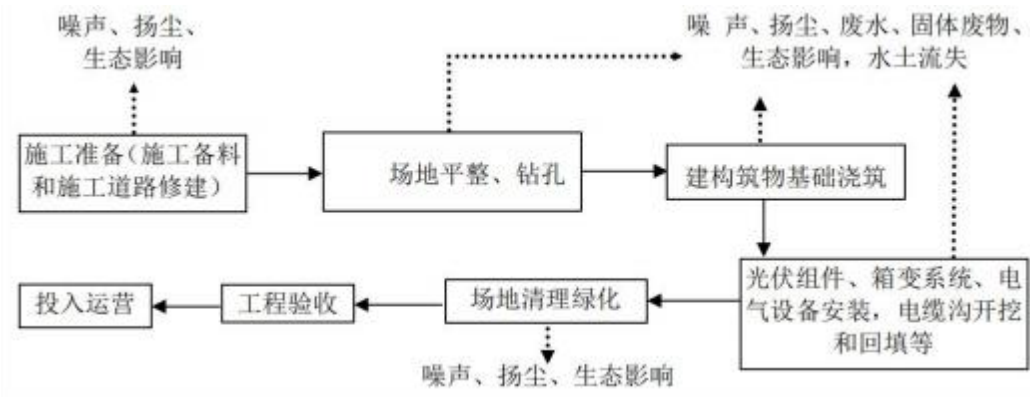 噪声、扬尘、
生态影响
噪 声、扬尘、废水、固体废物、
生态影响，水土流失
施工准备（施工备料
和施工道路修建）
场地平整、钻孔
建构筑物基础浇筑
光伏组件、箱变系统、电
气设备安装，电缆沟开挖
和回填等
场地清理绿化
工程验收
投入运营
噪声、扬尘、生态影响